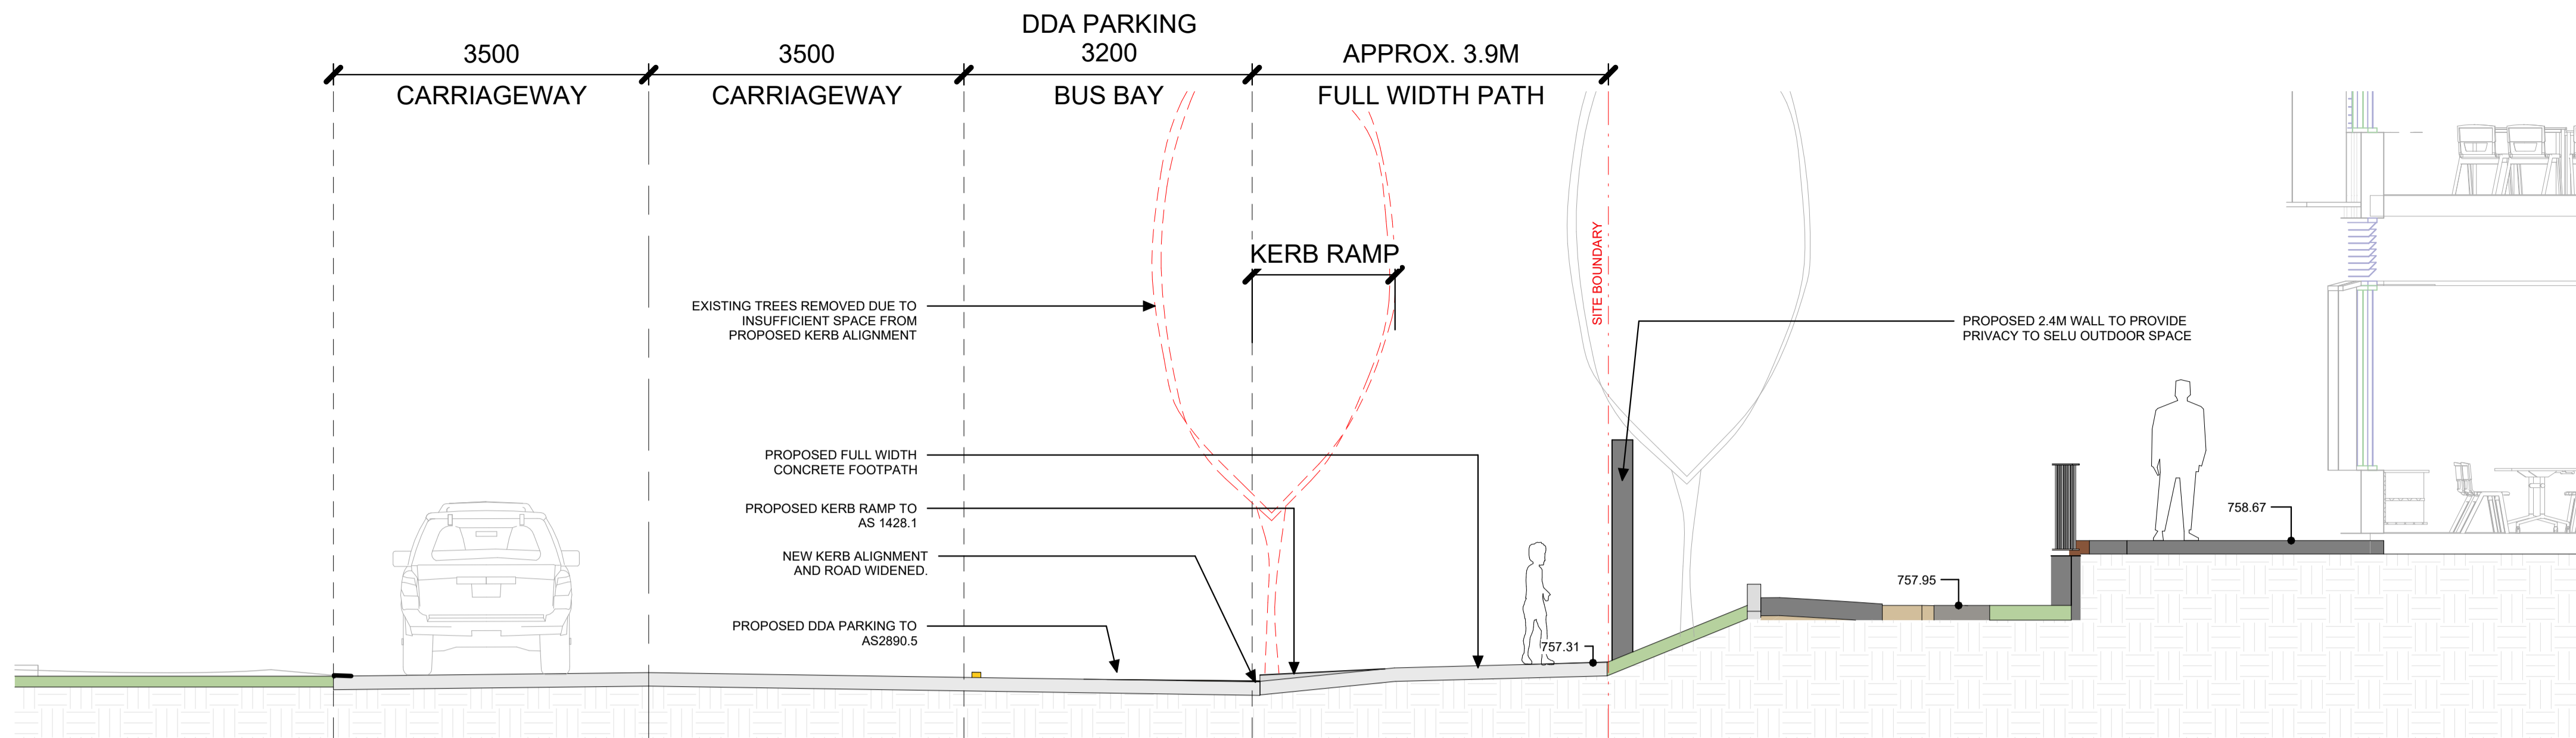 DDA PARKING
3500
3500
3200
APPROX. 3.9M
CARRIAGEWAY
CARRIAGEWAY
BUS BAY
FULL WIDTH PATH
KERB RAMP
SITE BOUNDARY
EXISTING TREES REMOVED DUE TO
INSUFFICIENT SPACE FROM
PROPOSED KERB ALIGNMENT
PROPOSED 2.4M WALL TO PROVIDE
PRIVACY TO SELU OUTDOOR SPACE
PROPOSED FULL WIDTH
CONCRETE FOOTPATH
PROPOSED KERB RAMP TO
AS 1428.1
NEW KERB ALIGNMENT
AND ROAD WIDENED.
PROPOSED DDA PARKING TO
AS2890.5
757.31
757.95
758.67